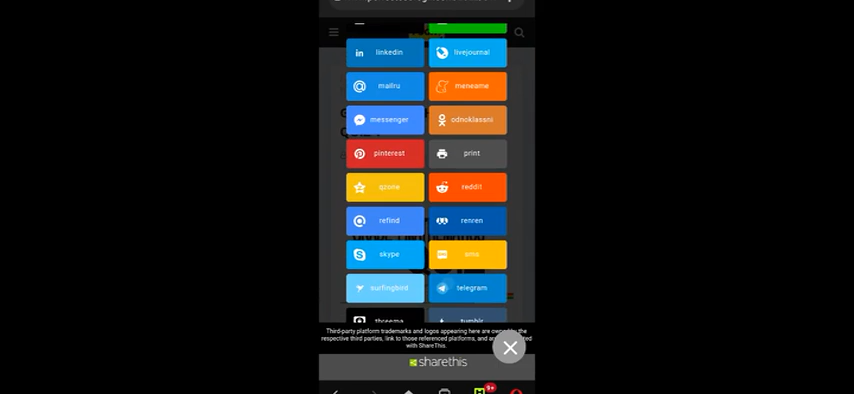 linkedin
livejournal
mailru
meneame
messenger
odnoklassni
pinterest
print
qzone
reddit
refind
renren
skype
sms
surfingbird
telegram
threema
tumblr
Third-party platform trademarks and logos appearing here are owned by the
respective third parties, link to those referenced platforms, and are
with ShareThis.
sharethis
9+